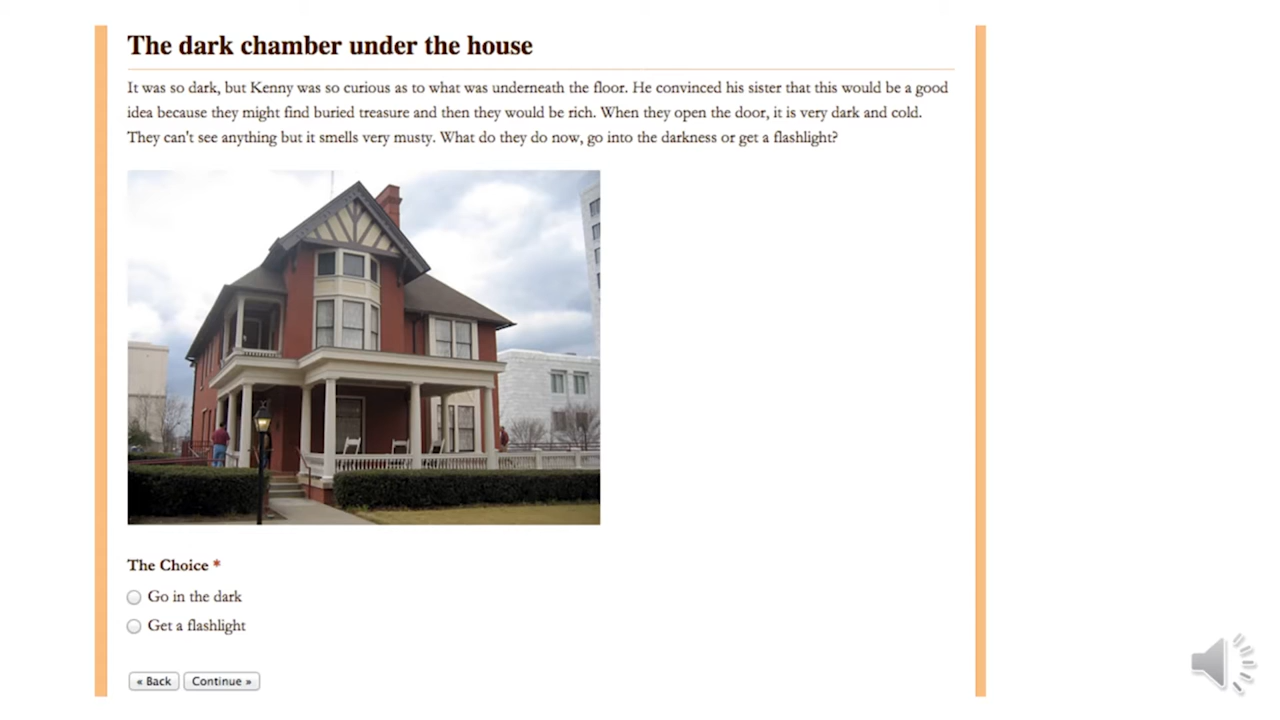 The dark chamber under the house
It was so dark, but Kenny was so curious as to what was underneath the floor. He convinced his sister that this would be a good
idea because they might find buried treasure and then they would be rich. When they open the door, it is very dark and cold.
They can't see anything but it smells very musty. What do they do now, go into the darkness or get a flashlight?
The Choice *
Go in the dark
Get a flashlight
« Back Continue »